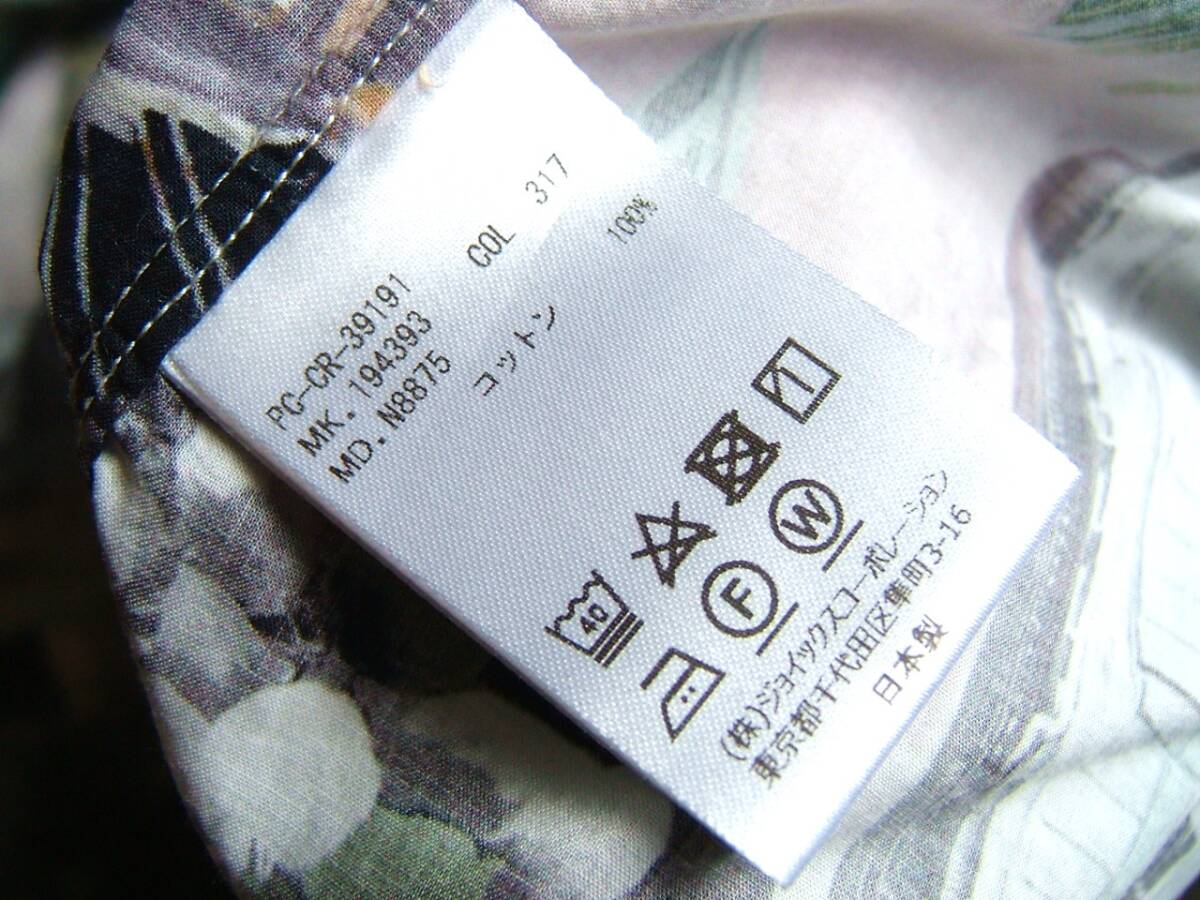 PC-CR-39191 COL 317
MK.194393
MD.N8875
コットン 100%
40
F
W
(株)ジョイックスコーポレーション
東京都千代田区隼町3-16
日本製